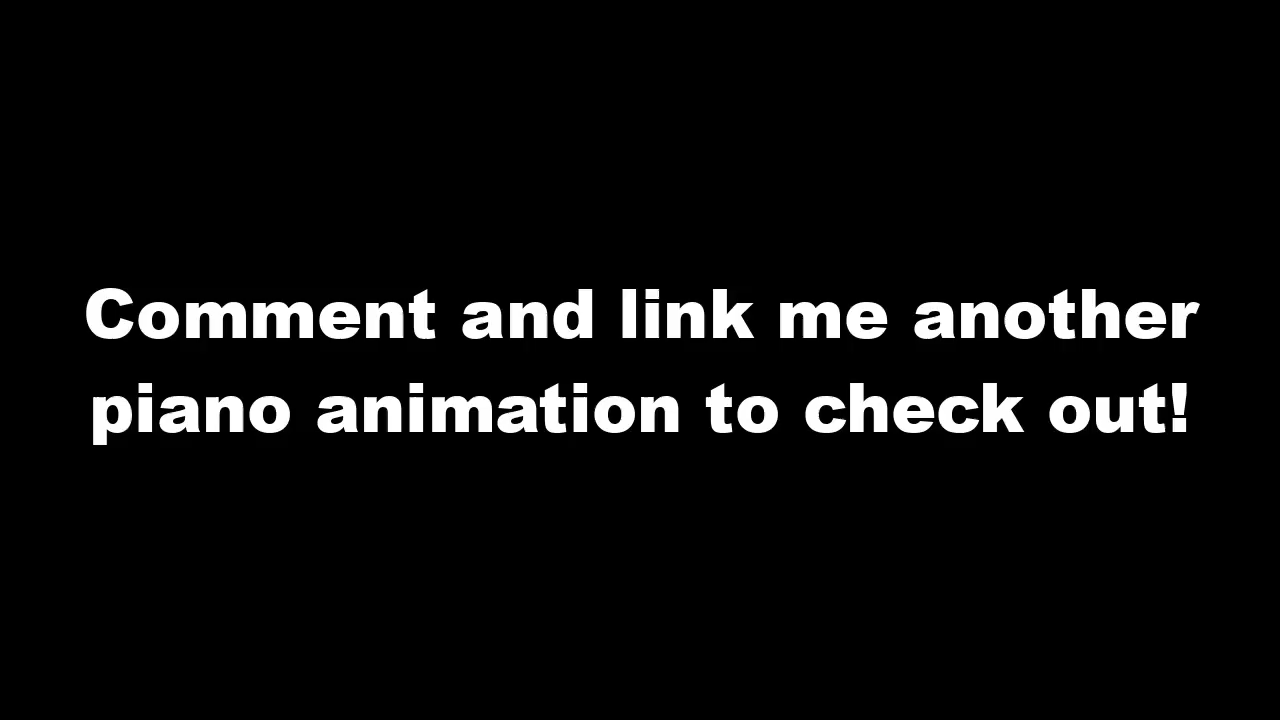 Comment and link me another
piano animation to check out!